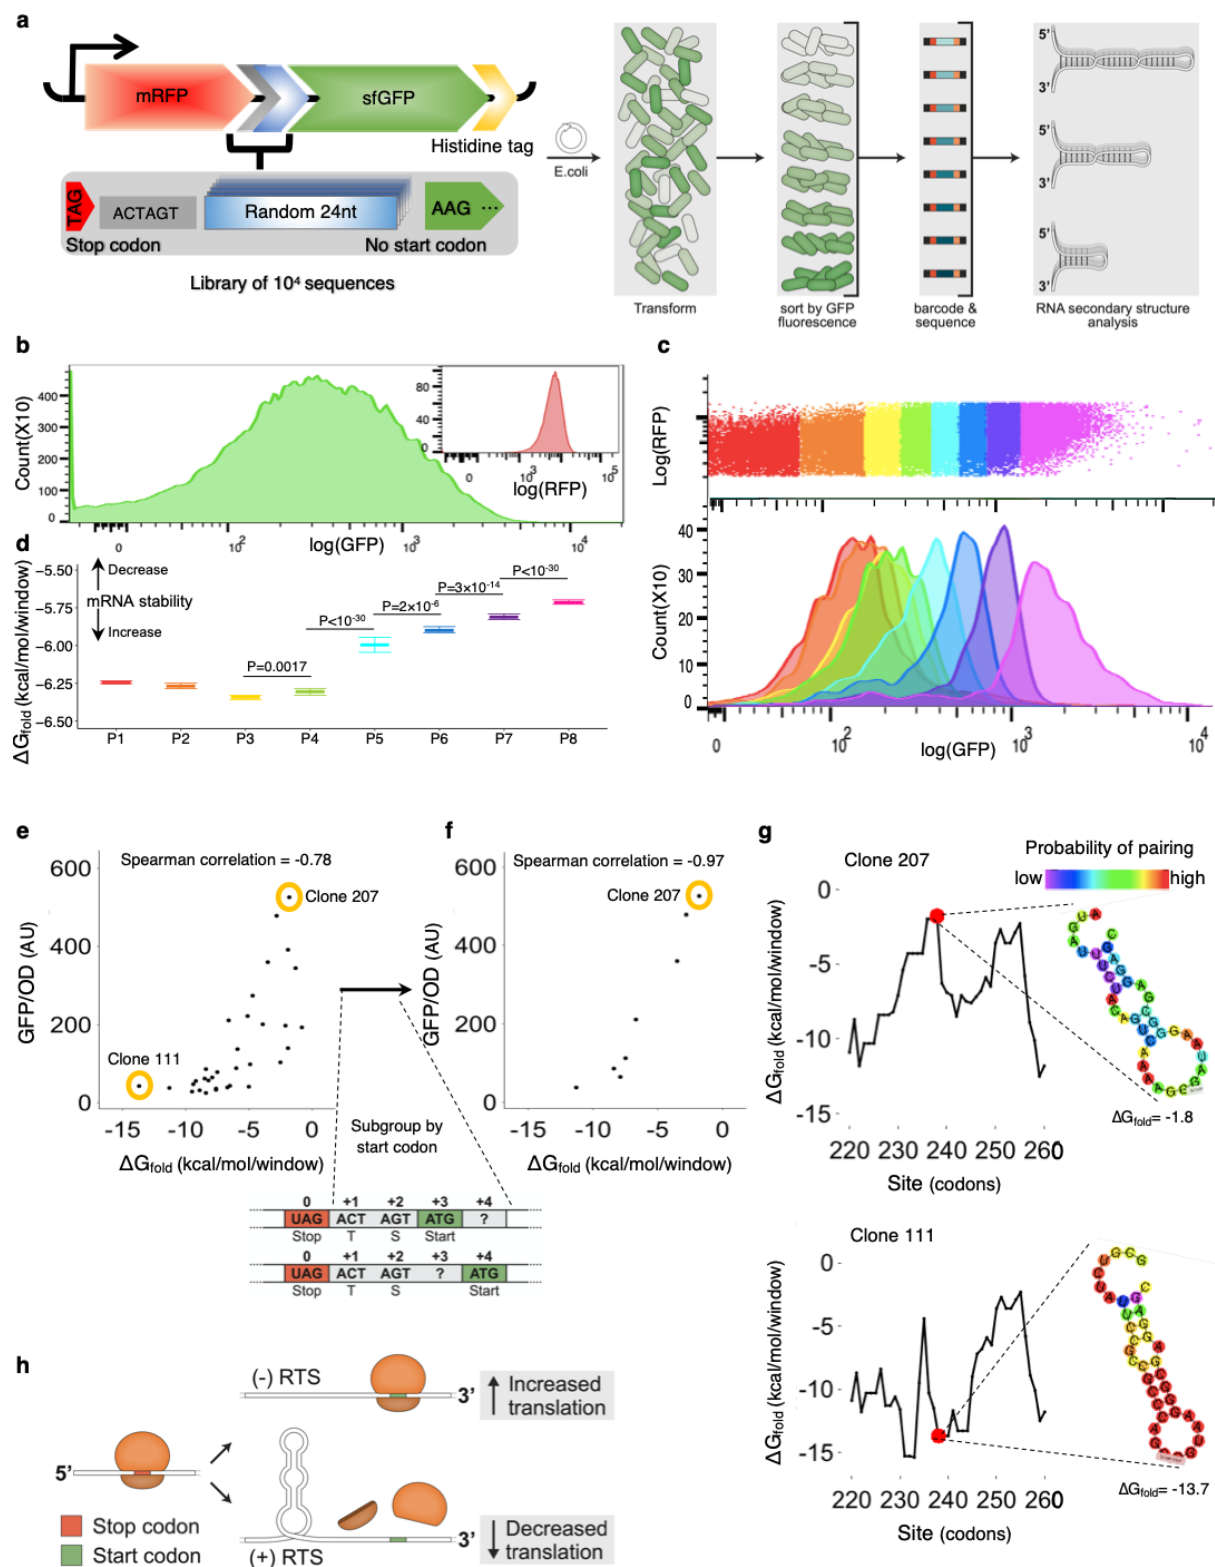 a
mRFP
sfGFP
Histidine tag
TAG
ACTAGT
Random 24nt
AAG ...
Stop codon
No start codon
Library of 10⁴ sequences
E.coli
Transform
sort by GFP
fluorescence
barcode &
sequence
5'
3'
5'
3'
5'
3'
RNA secondary structure
analysis
b
Count(X10)
400
300
200
100
0
0
10²
10³
10⁴
log(GFP)
80
40
0
0
10³
10⁵
log(RFP)
c
Log(RFP)
Count(X10)
40
30
20
10
0
0
10²
10³
10⁴
log(GFP)
d
ΔGfold (kcal/mol/window)
−5.50
−5.75
−6.00
−6.25
−6.50
Decrease
mRNA stability
Increase
P=0.0017
P<10⁻³⁰
P=2×10⁻⁶
P=3×10⁻¹⁴
P<10⁻³⁰
P1
P2
P3
P4
P5
P6
P7
P8
e
Spearman correlation = -0.78
Clone 207
Clone 111
GFP/OD (AU)
600
400
200
0
-15
-10
-5
0
ΔGfold (kcal/mol/window)
Subgroup by
start codon
f
Spearman correlation = -0.97
Clone 207
GFP/OD (AU)
600
400
200
0
-15
-10
-5
0
ΔGfold (kcal/mol/window)
0 +1 +2 +3 +4
UAG ACT AGT ATG ?
Stop T S Start
0 +1 +2 +3 +4
UAG ACT AGT ? ATG
Stop T S Start
g
Clone 207
Probability of pairing
low
high
ΔGfold (kcal/mol/window)
0
-5
-10
-15
220 230 240 250 260
Site (codons)
ΔGfold= -1.8
Clone 111
ΔGfold (kcal/mol/window)
0
-5
-10
-15
220 230 240 250 260
Site (codons)
ΔGfold= -13.7
h
(-) RTS
3'
Increased
translation
5'
Stop codon
Start codon
(+) RTS
3'
Decreased
translation